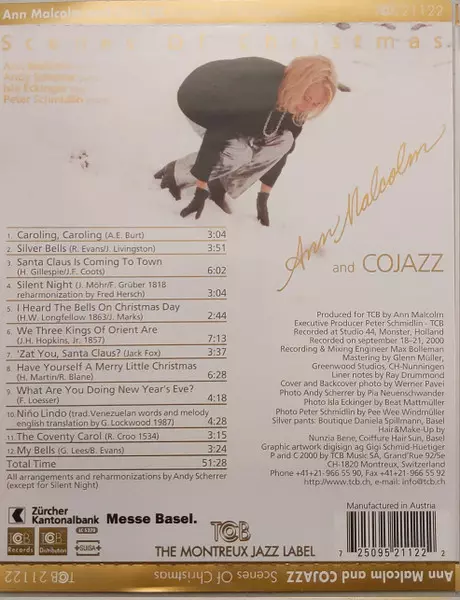 Ann Malcolm
TCB 21122
Scenes of Christmas
Isla Eckinger
Peter Schmidlin
Ann Malcolm
and COJAZZ
1. Caroling, Caroling (A.E. Burt) 3:04
2. Silver Bells (R. Evans/J. Livingston) 3:51
3. Santa Claus Is Coming To Town
(H. Gillespie/J.F. Coots) 6:02
4. Silent Night (J. Möhr/F. Grüber 1818
reharmonization by Fred Hersch) 3:04
5. I Heard The Bells On Christmas Day
(H.W. Longfellow 1863/J. Marks) 2:44
6. We Three Kings Of Orient Are
(J.H. Hopkins, Jr. 1857) 7:13
7. 'Zat You, Santa Claus? (Jack Fox) 3:37
8. Have Yourself A Merry Little Christmas
(H. Martin/R. Blane) 6:28
9. What Are You Doing New Year's Eve?
(F. Loesser) 4:18
10. Niño Lindo (trad.Venezuelan words and melody
english translation by G. Lockwood 1987) 4:28
11. The Coventy Carol (R. Croo 1534) 3:15
12. My Bells (G. Lees/B. Evans) 3:24
Total Time 51:28
All arrangements and reharmonizations by Andy Scherrer
(except for Silent Night)
Produced for TCB by Ann Malcolm
Executive Producer Peter Schmidlin - TCB
Recorded at Studio 44, Monster, Holland
Recorded on september 18-21, 2000
Recording & Mixing Engineer Max Bolleman
Mastering by Glenn Müller,
Greenwood Studios, CH-Nunningen
Liner notes by Ray Drummond
Cover and Backcover photo by Werner Pavei
Photo Andy Scherrer by Pia Neuenschwander
Photo Isla Eckinger by Beat Mattmüller
Photo Peter Schmidlin by Pee Wee Windmüller
Silver pants: Boutique Daniela Spillmann, Basel
Hair&Make-up by
Nunzia Bene, Coiffure Hair Sun, Basel
Graphic artwork digisign ag Gigi Schmid-Hüetiger
P and C 2000 by TCB Music SA, Grand'Rue 92/5e
CH-1820 Montreux, Switzerland
Phone +41+21-966 55 90, Fax +41+21-966 55 92
http://www.tcb.ch, e-mail: info@tcb.ch
Zürcher
Kantonalbank
Messe Basel.
TCB
THE MONTREUX JAZZ LABEL
TCB
Records
TCB
Distribution
LC 5 373
+SUISA+
Manufactured in Austria
7 25095 21122 2
TCB 21122
Scenes Of Christmas
Ann Malcolm and COJAZZ